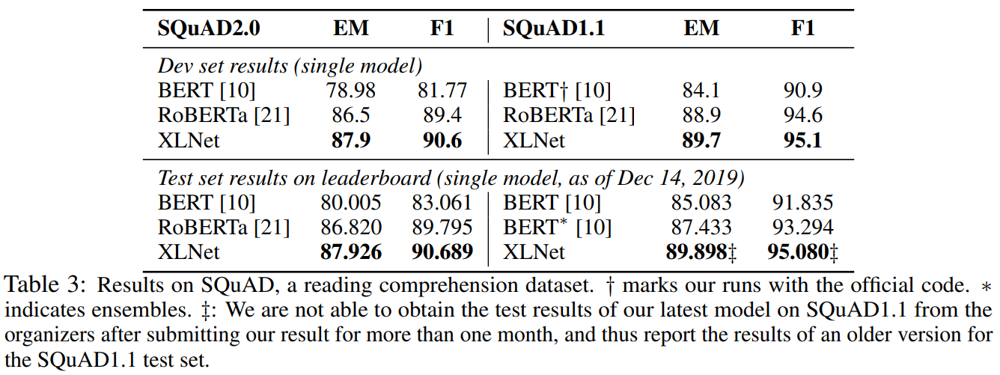 SQuAD2.0 EM F1 SQuAD1.1 EM F1
Dev set results (single model)
BERT [10] 78.98 81.77 BERT† [10] 84.1 90.9
RoBERTa [21] 86.5 89.4 RoBERTa [21] 88.9 94.6
XLNet 87.9 90.6 XLNet 89.7 95.1
Test set results on leaderboard (single model, as of Dec 14, 2019)
BERT [10] 80.005 83.061 BERT [10] 85.083 91.835
RoBERTa [21] 86.820 89.795 BERT* [10] 87.433 93.294
XLNet 87.926 90.689 XLNet 89.898‡ 95.080‡
Table 3: Results on SQuAD, a reading comprehension dataset. † marks our runs with the official code. *
indicates ensembles. ‡: We are not able to obtain the test results of our latest model on SQuAD1.1 from the
organizers after submitting our result for more than one month, and thus report the results of an older version for
the SQuAD1.1 test set.